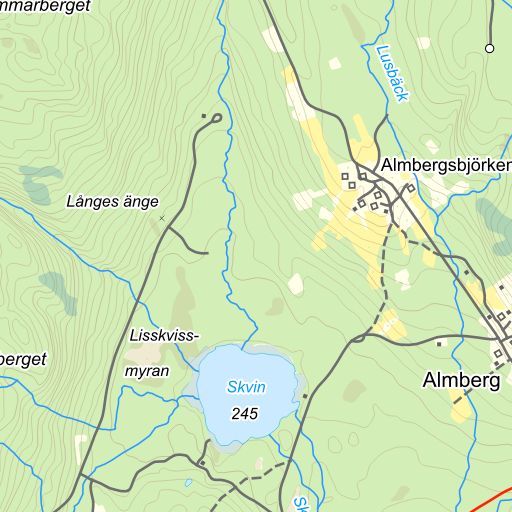 mmarberget
Lusbäck
Almbergsbjörken
Långes änge
Lisskviss-
myran
berget
Skvin
245
Almberg
Sk